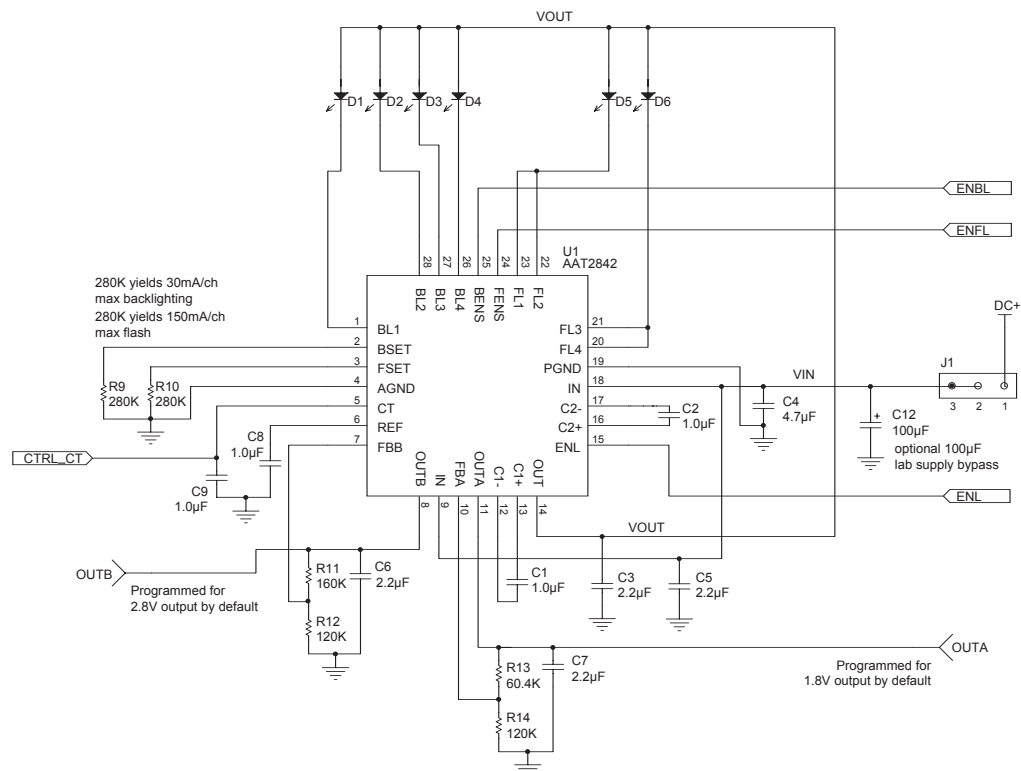 VOUT
D1
D2
D3
D4
D5
D6
ENBL
ENFL
U1
AAT2842
28
27
26
25
24
23
22
BL2
BL3
BL4
BENS
FENS
FL1
FL2
280K yields 30mA/ch
max backlighting
280K yields 150mA/ch
max flash
DC+
1
BL1
2
BSET
3
FSET
4
AGND
5
CT
6
REF
7
FBB
21
FL3
20
FL4
19
PGND
18
IN
17
C2-
16
C2+
15
ENL
R9
280K
R10
280K
VIN
J1
3
2
1
C2
1.0µF
C4
4.7µF
C12
100µF
optional 100µF
lab supply bypass
CTRL_CT
C8
1.0µF
C9
1.0µF
OUTB
IN
FBA
OUTA
C1-
C1+
OUT
8
9
10
11
12
13
14
ENL
VOUT
OUTB
Programmed for
2.8V output by default
R11
160K
C6
2.2µF
R12
120K
C1
1.0µF
C3
2.2µF
C5
2.2µF
OUTA
Programmed for
1.8V output by default
R13
60.4K
C7
2.2µF
R14
120K